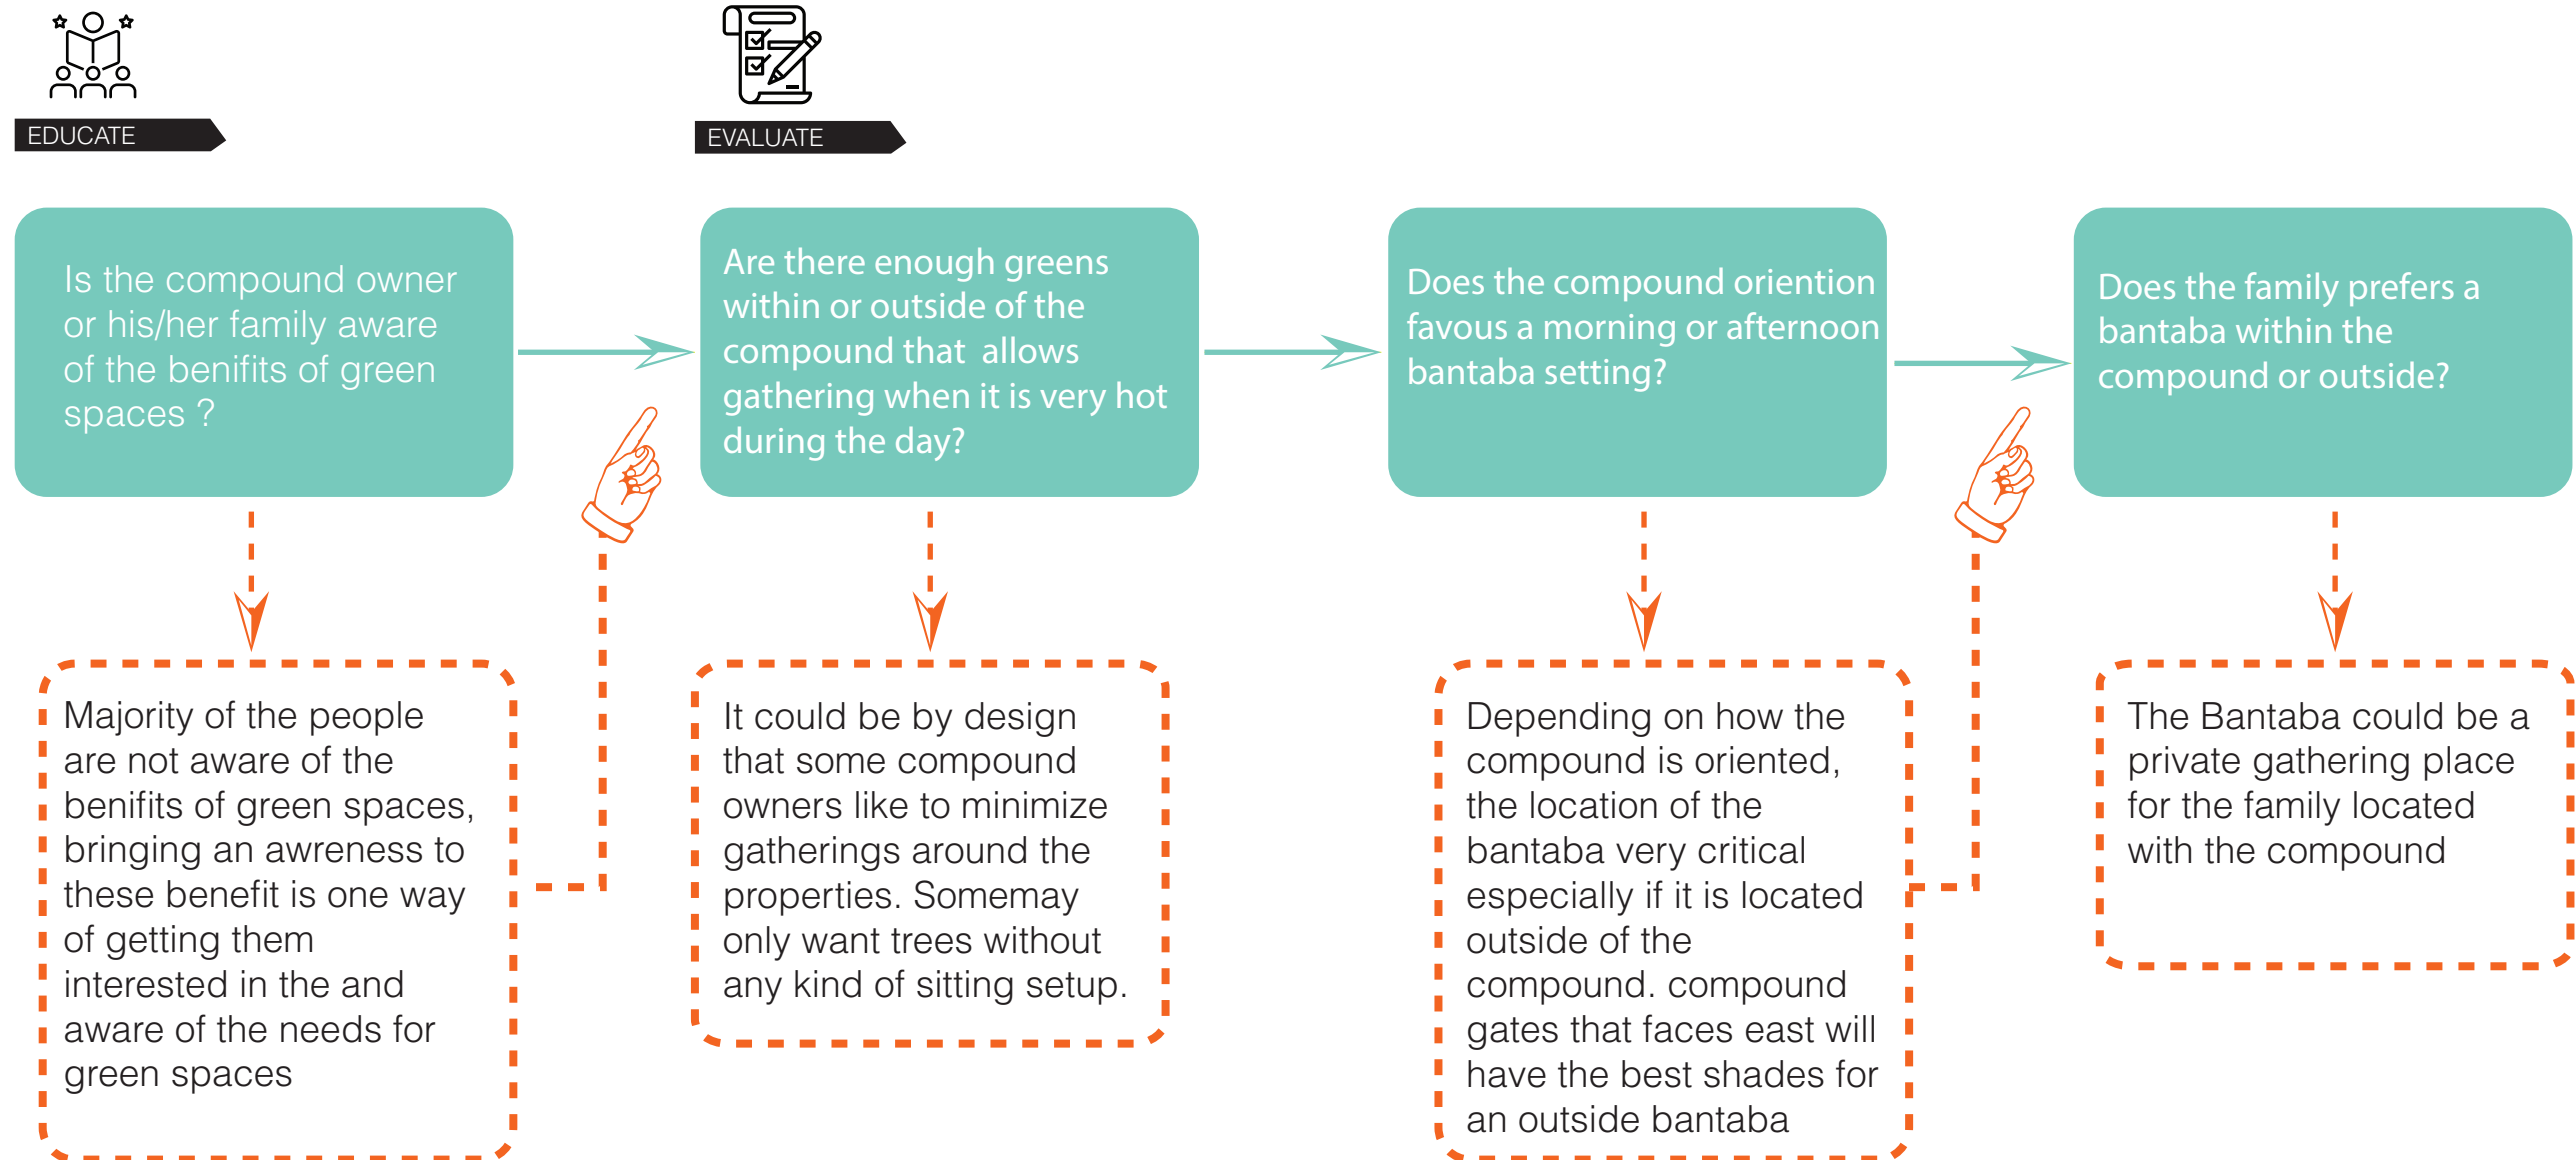 EDUCATE
EVALUATE
Is the compound owner
or his/her family aware
of the benifits of green
spaces ?
Are there enough greens
within or outside of the
compound that allows
gathering when it is very hot
during the day?
Does the compound oriention
favous a morning or afternoon
bantaba setting?
Does the family prefers a
bantaba within the
compound or outside?
Majority of the people
are not aware of the
benifits of green spaces,
bringing an awreness to
these benefit is one way
of getting them
interested in the and
aware of the needs for
green spaces
It could be by design
that some compound
owners like to minimize
gatherings around the
properties. Somemay
only want trees without
any kind of sitting setup.
Depending on how the
compound is oriented,
the location of the
bantaba very critical
especially if it is located
outside of the
compound. compound
gates that faces east will
have the best shades for
an outside bantaba
The Bantaba could be a
private gathering place
for the family located
with the compound